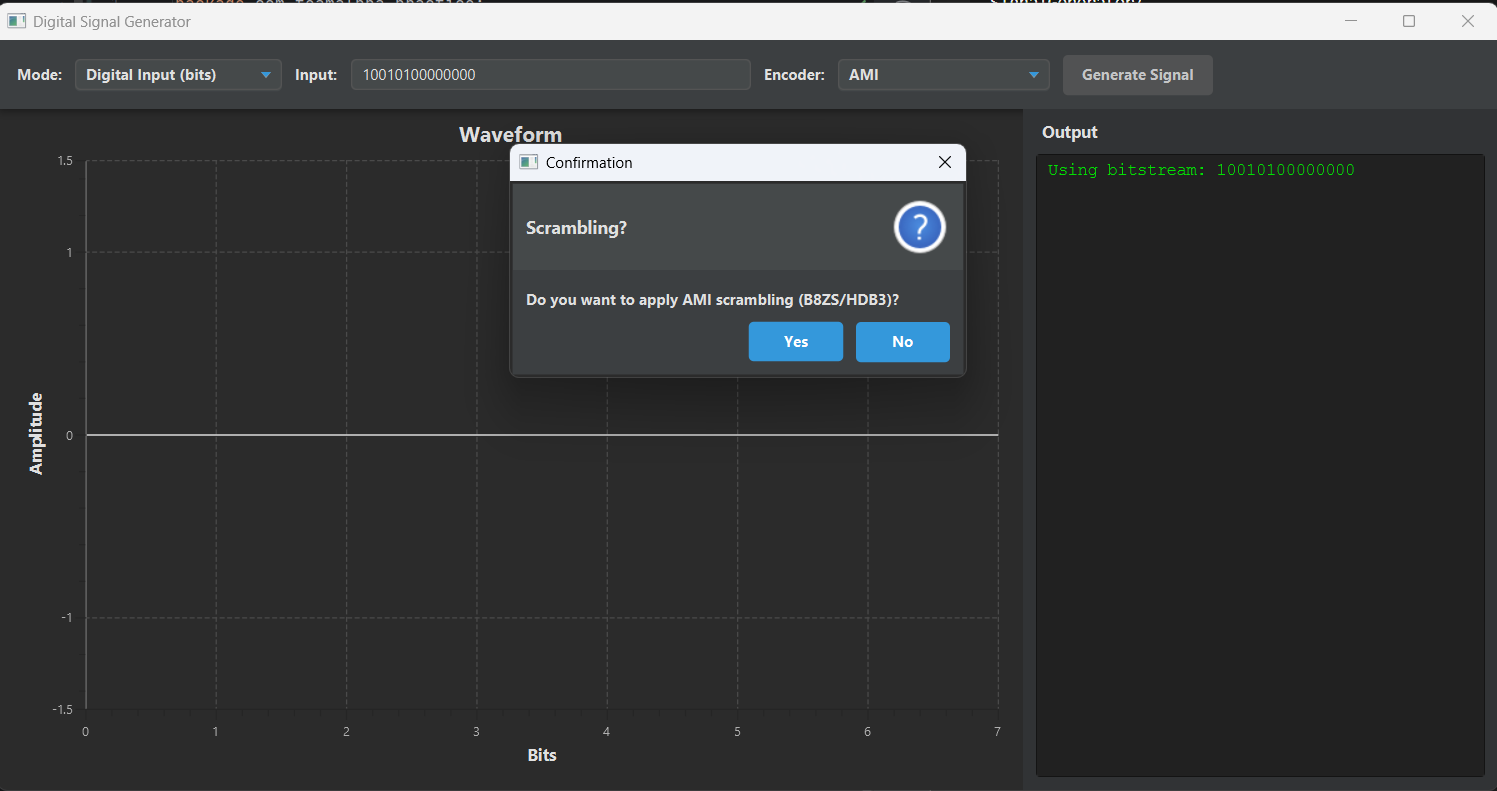 Digital Signal Generator
Mode: Digital Input (bits) Input: 10010100000000 Encoder: AMI Generate Signal
Waveform
Output
Using bitstream: 10010100000000
Confirmation
Scrambling?
Do you want to apply AMI scrambling (B8ZS/HDB3)?
Yes No
1.5
1
0
-1
-1.5
Amplitude
0 1 2 3 4 5 6 7
Bits